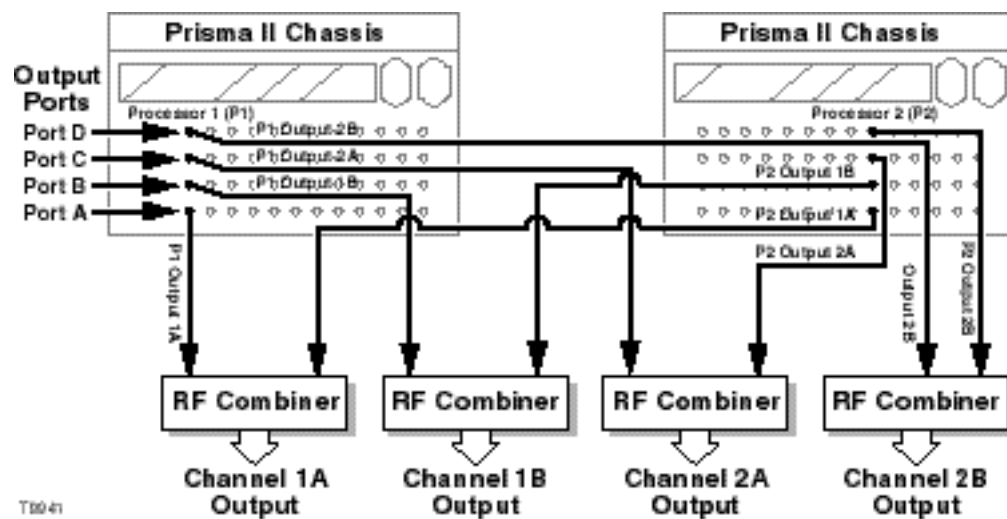 Prisma II Chassis
Prisma II Chassis
Output
Ports
Processor 1 (P1)
Processor 2 (P2)
Port D
P1 Output 2B
Port C
P1 Output 2A
Port B
P1 Output 1B
P2 Output 1B
Port A
P2 Output 1A
P2 Output 2A
P1 Output 1A
Output 2B
P2 Output 2B
RF Combiner
RF Combiner
RF Combiner
RF Combiner
Channel 1A
Output
Channel 1B
Output
Channel 2A
Output
Channel 2B
Output